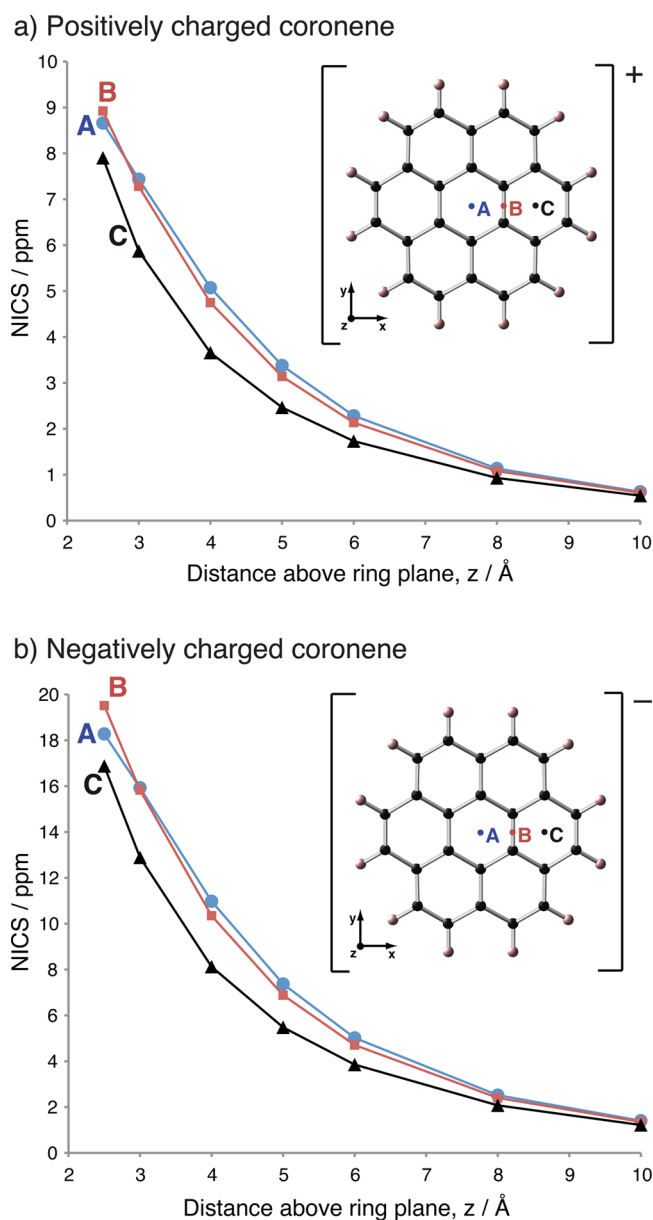 a) Positively charged coronene
10
9
8
7
6
5
4
3
2
1
0
NICS / ppm
A
B
C
A
B
C
+
y
z
x
2
3
4
5
6
7
8
9
10
Distance above ring plane, z / Å
b) Negatively charged coronene
20
18
16
14
12
10
8
6
4
2
0
NICS / ppm
A
B
C
A
B
C
−
y
z
x
2
3
4
5
6
7
8
9
10
Distance above ring plane, z / Å